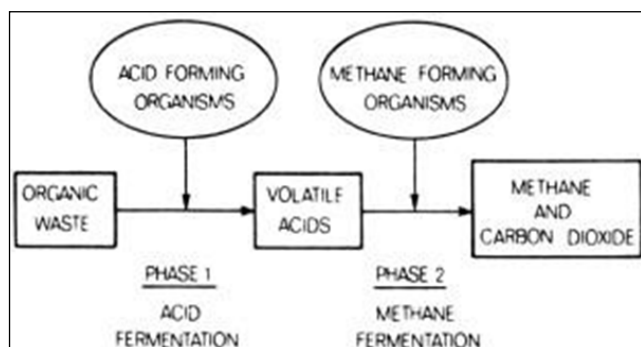 ACID FORMING
ORGANISMS
METHANE FORMING
ORGANISMS
ORGANIC
WASTE
VOLATILE
ACIDS
METHANE
AND
CARBON DIOXIDE
PHASE 1
ACID
FERMENTATION
PHASE 2
METHANE
FERMENTATION